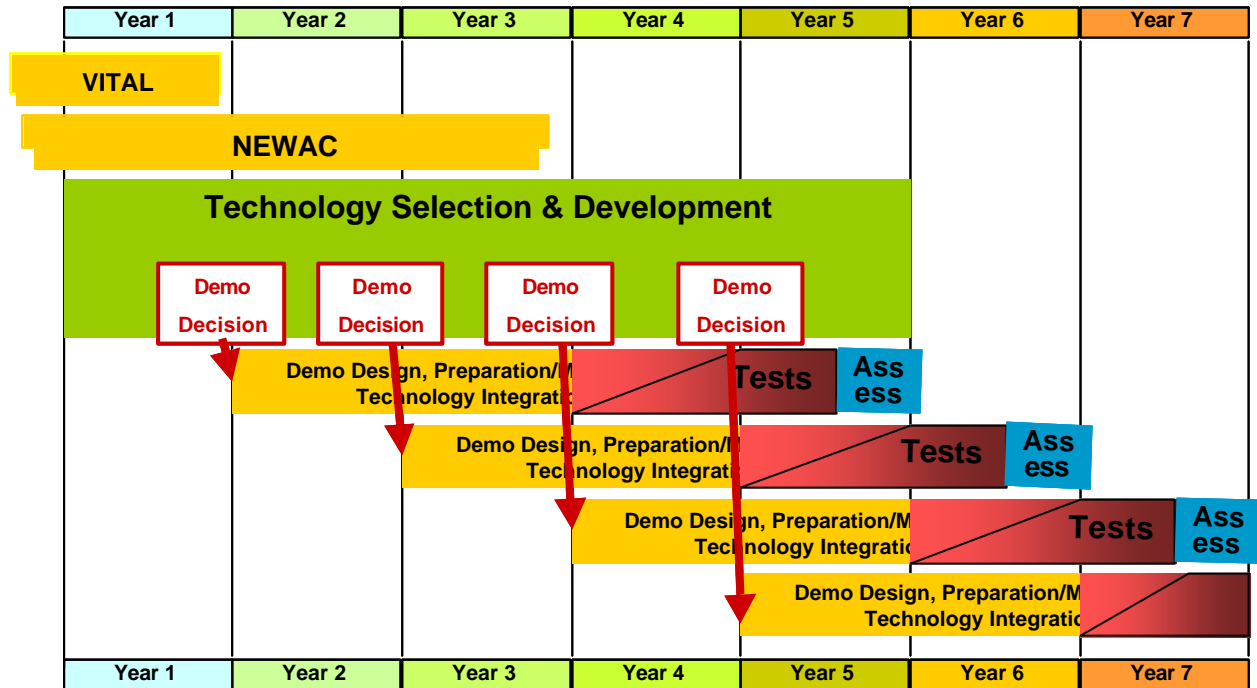 Year 1 Year 2 Year 3 Year 4 Year 5 Year 6 Year 7
VITAL
NEWAC
Technology Selection & Development
Demo Demo Demo Demo
Decision Decision Decision Decision
Demo Design, Preparation/M
Technology Integratio
Tests
Ass
ess
Demo Design, Preparation/M
Technology Integrati
Tests
Ass
ess
Demo Design, Preparation/M
Technology Integratio
Tests
Ass
ess
Demo Design, Preparation/M
Technology Integratio
Year 1 Year 2 Year 3 Year 4 Year 5 Year 6 Year 7